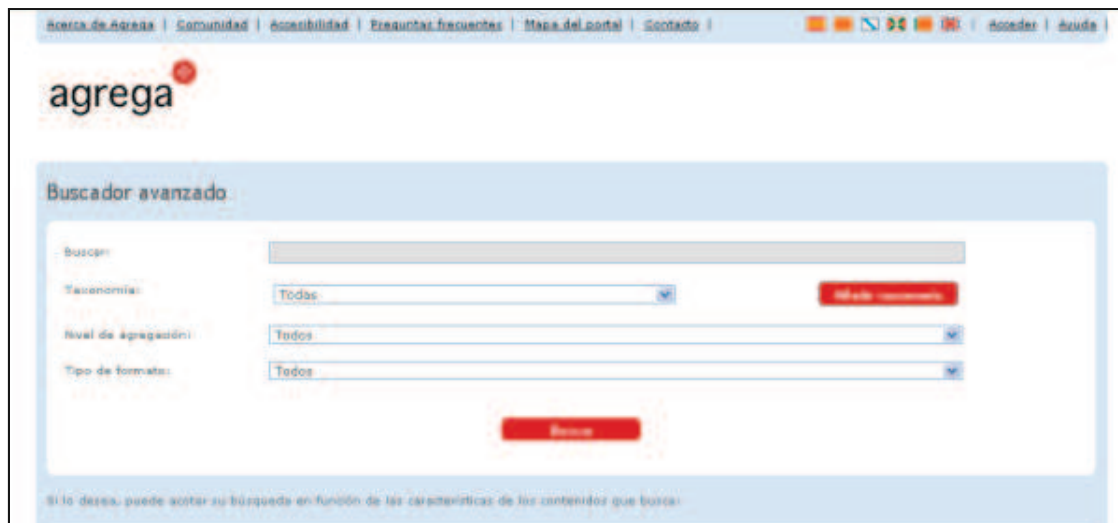 Acerca de Agrega | Comunidad | Accesibilidad | Preguntas frecuentes | Mapa del portal | Contacto | Acceder | Ayuda |
agrega
Buscador avanzado
Buscar:
Taxonomía: Todas Añadir taxonomía
Nivel de agregación: Todos
Tipo de formato: Todos
Buscar
Si lo desea, puede acotar su búsqueda en función de las características de los contenidos que busca: